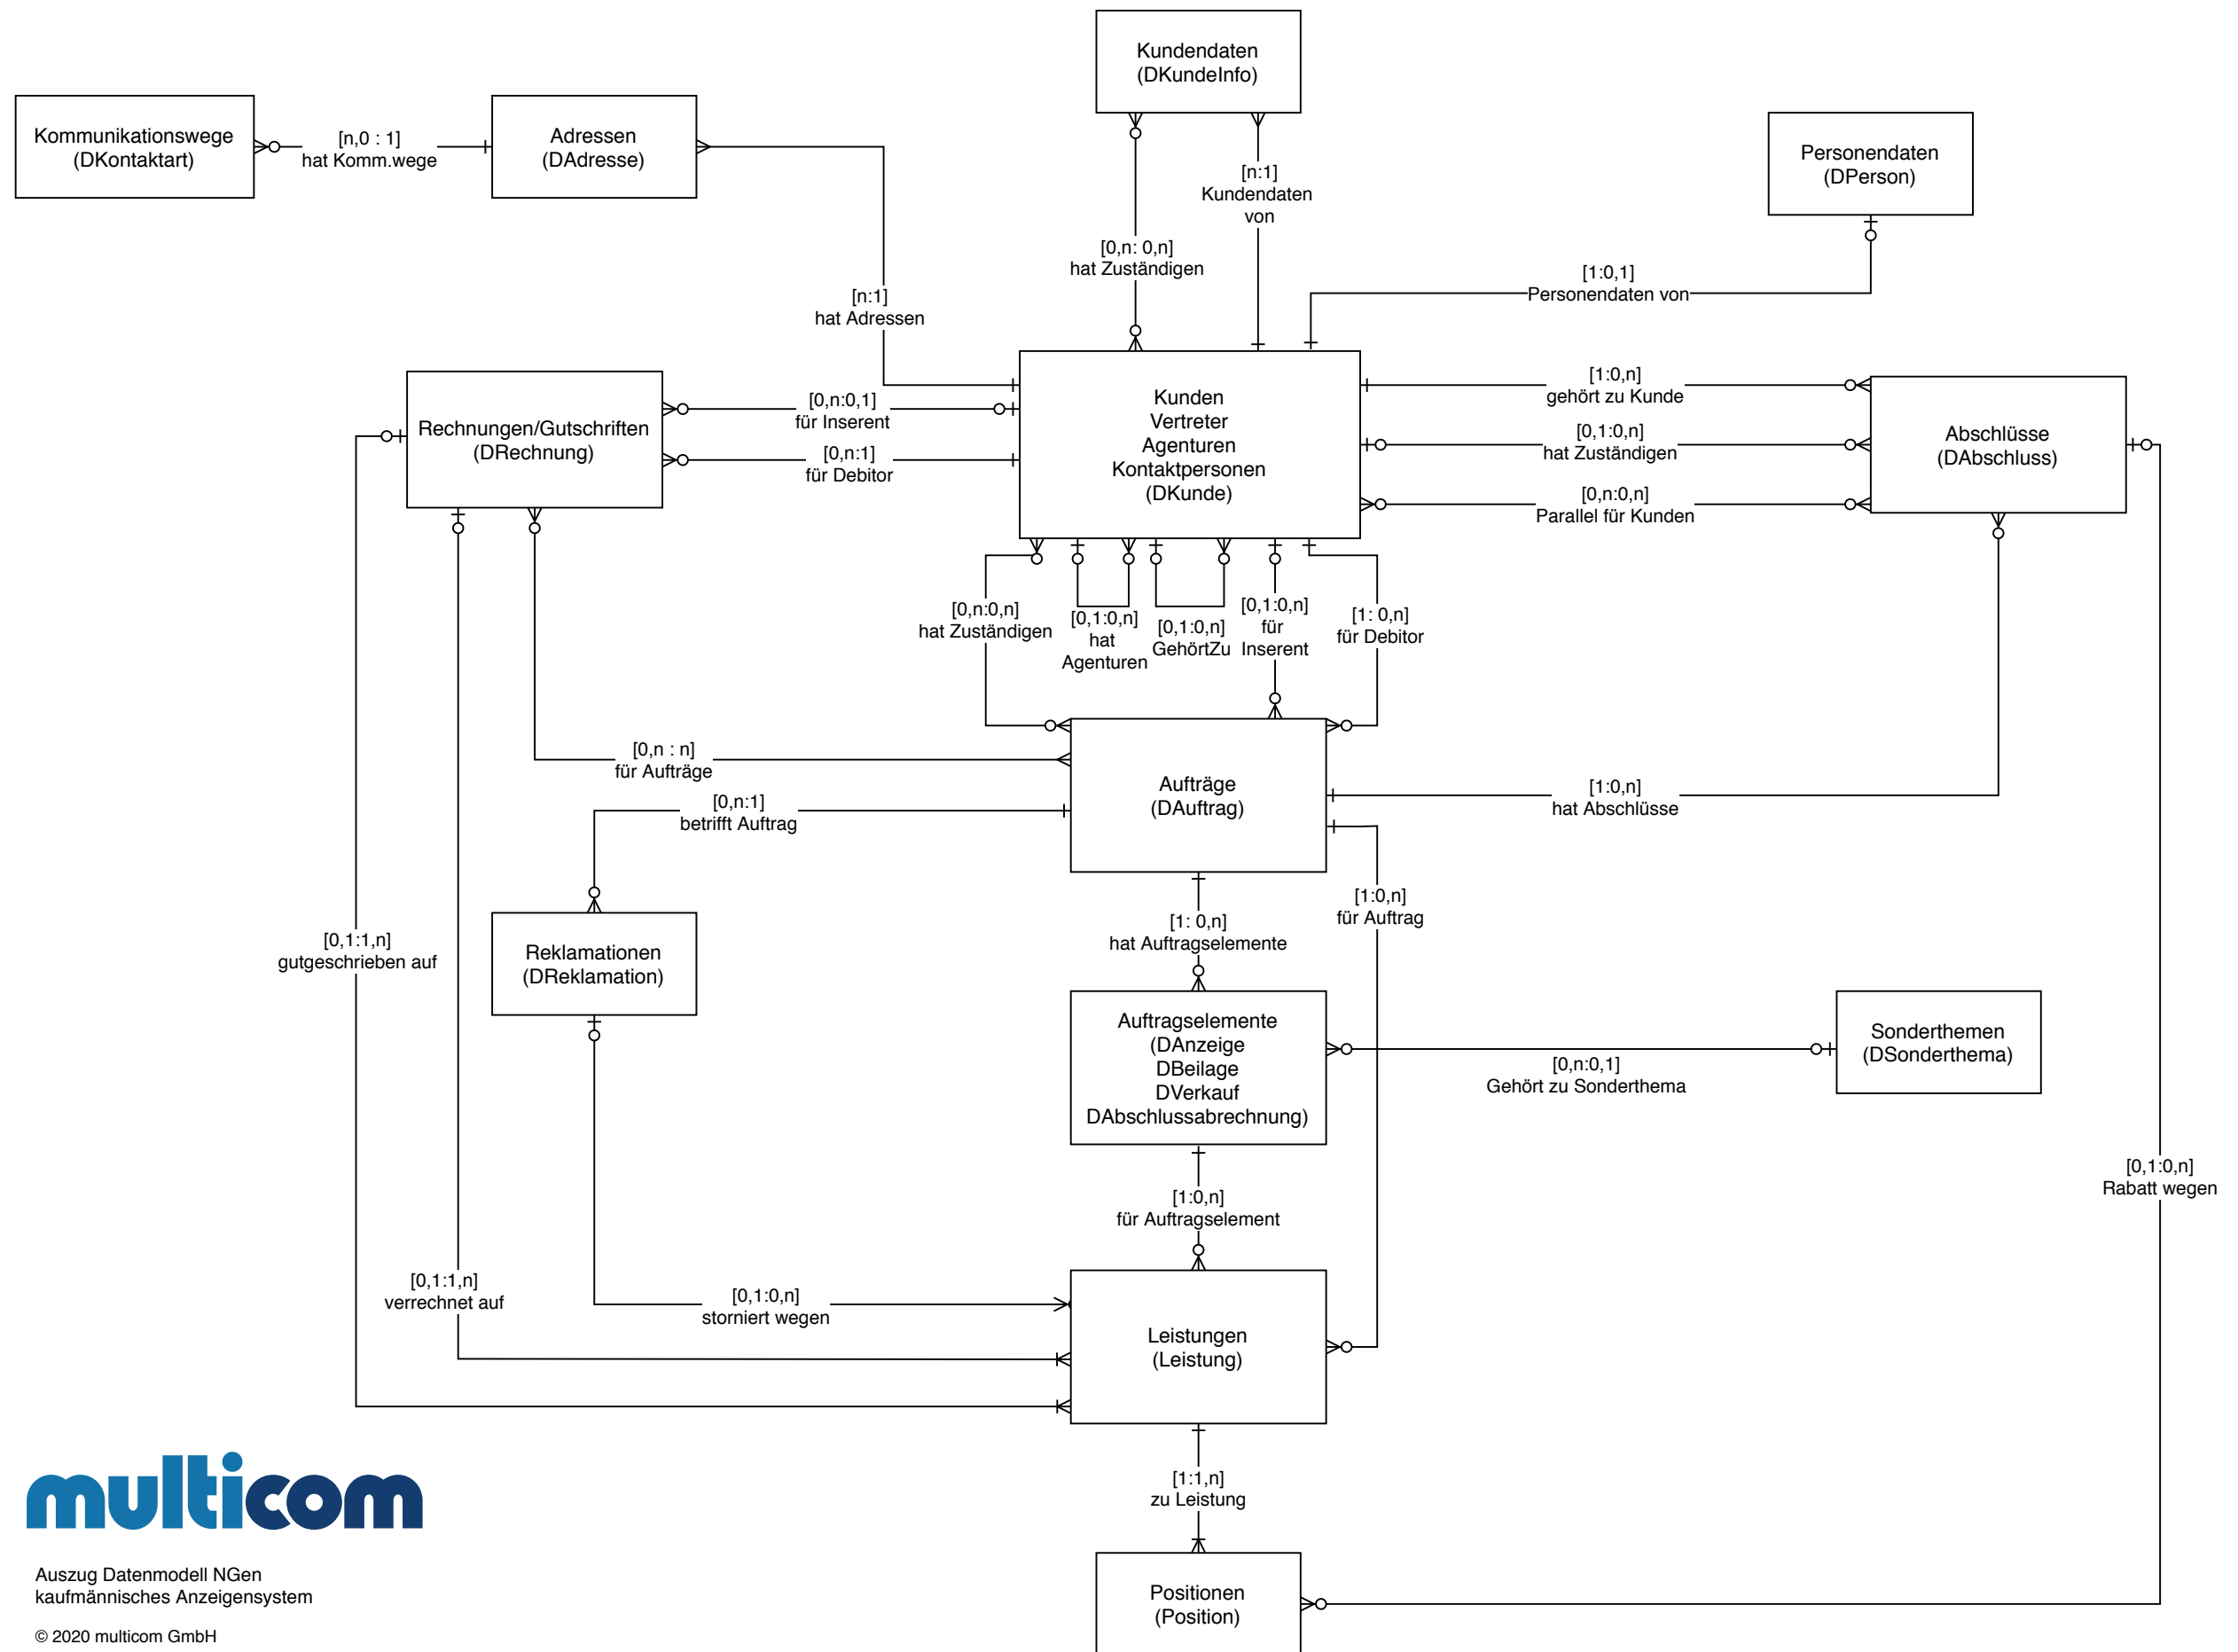 Kundendaten
(DKundeInfo)
Kommunikationswege
(DKontaktart)
[n,0 : 1]
hat Komm.wege
Adressen
(DAdresse)
Personendaten
(DPerson)
[n:1]
Kundendaten
von
[0,n: 0,n]
hat Zuständigen
[1:0,1]
Personendaten von
[n:1]
hat Adressen
Rechnungen/Gutschriften
(DRechnung)
[0,n:0,1]
für Inserent
[0,n:1]
für Debitor
Kunden
Vertreter
Agenturen
Kontaktpersonen
(DKunde)
[1:0,n]
gehört zu Kunde
[0,1:0,n]
hat Zuständigen
[0,n:0,n]
Parallel für Kunden
Abschlüsse
(DAbschluss)
[0,n:0,n]
hat Zuständigen
[0,1:0,n]
hat
Agenturen
[0,1:0,n]
GehörtZu
[0,1:0,n]
für
Inserent
[1: 0,n]
für Debitor
[0,n : n]
für Aufträge
[0,n:1]
betrifft Auftrag
Aufträge
(DAuftrag)
[1:0,n]
hat Abschlüsse
[0,1:1,n]
gutgeschrieben auf
Reklamationen
(DReklamation)
[1: 0,n]
hat Auftragselemente
[1:0,n]
für Auftrag
Auftragselemente
(DAnzeige
DBeilage
DVerkauf
DAbschlussabrechnung)
[0,n:0,1]
Gehört zu Sonderthema
Sonderthemen
(DSonderthema)
[1:0,n]
für Auftragselement
[0,1:0,n]
Rabatt wegen
[0,1:1,n]
verrechnet auf
[0,1:0,n]
storniert wegen
Leistungen
(Leistung)
[1:1,n]
zu Leistung
Positionen
(Position)
multicom
Auszug Datenmodell NGen
kaufmännisches Anzeigensystem
© 2020 multicom GmbH